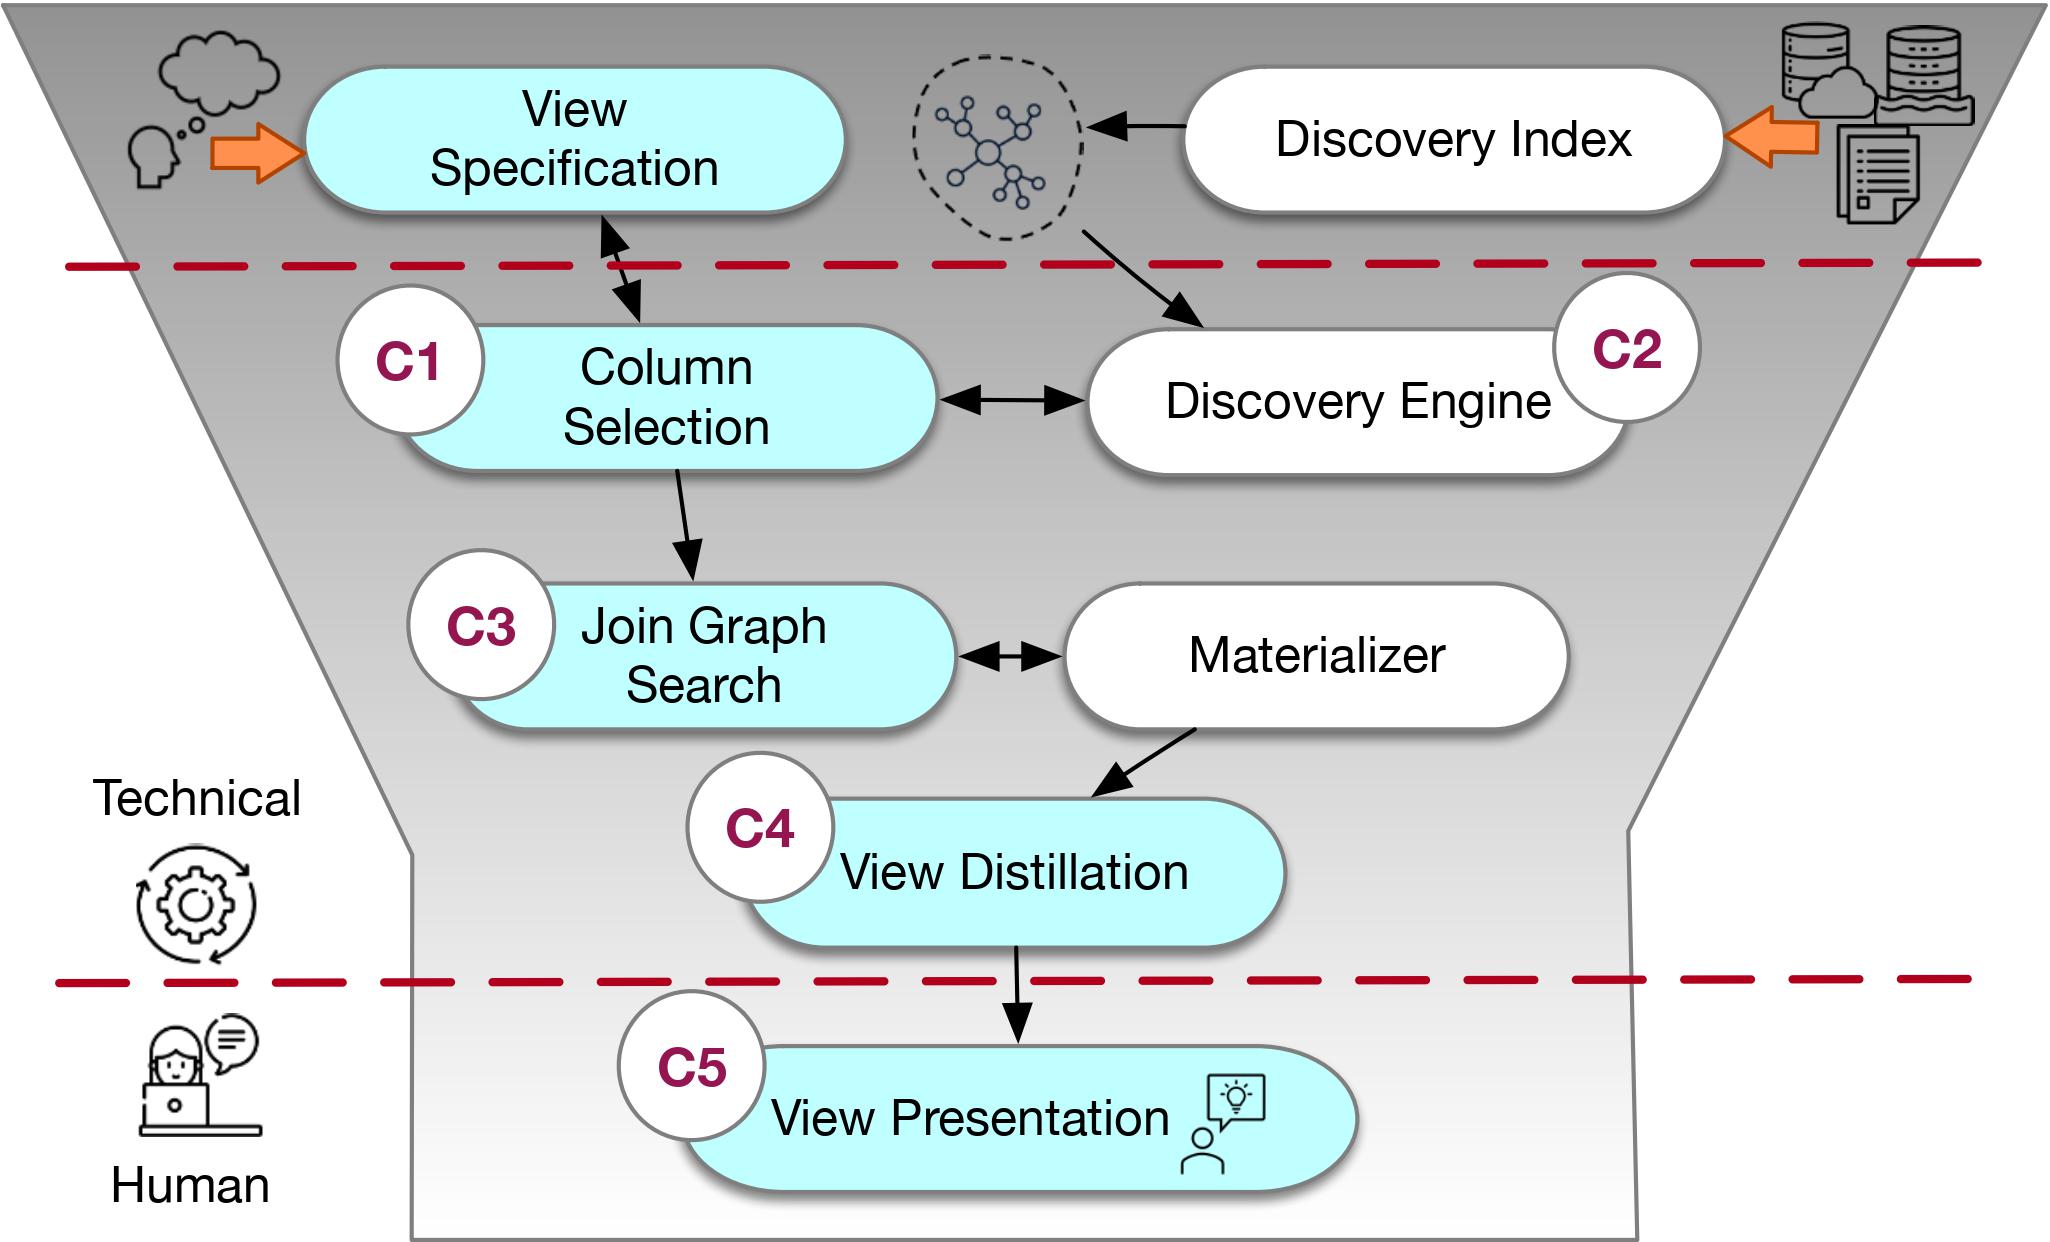 View
Specification
Discovery Index
C1
Column
Selection
Discovery Engine
C2
C3
Join Graph
Search
Materializer
Technical
C4
View Distillation
C5
View Presentation
Human